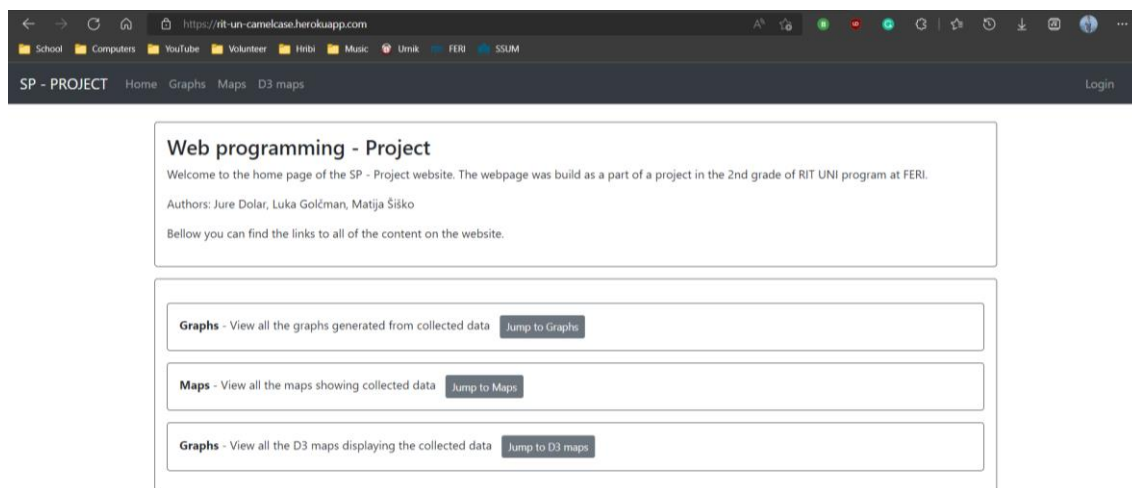 https://rit-un-camelcase.herokuapp.com
School Computers YouTube Volunteer Hribi Music Urnik FERI SSUM
SP - PROJECT Home Graphs Maps D3 maps Login
Web programming - Project
Welcome to the home page of the SP - Project website. The webpage was build as a part of a project in the 2nd grade of RIT UNI program at FERI.
Authors: Jure Dolar, Luka Golčman, Matija Šiško
Bellow you can find the links to all of the content on the website.
Graphs - View all the graphs generated from collected data Jump to Graphs
Maps - View all the maps showing collected data Jump to Maps
Graphs - View all the D3 maps displaying the collected data Jump to D3 maps